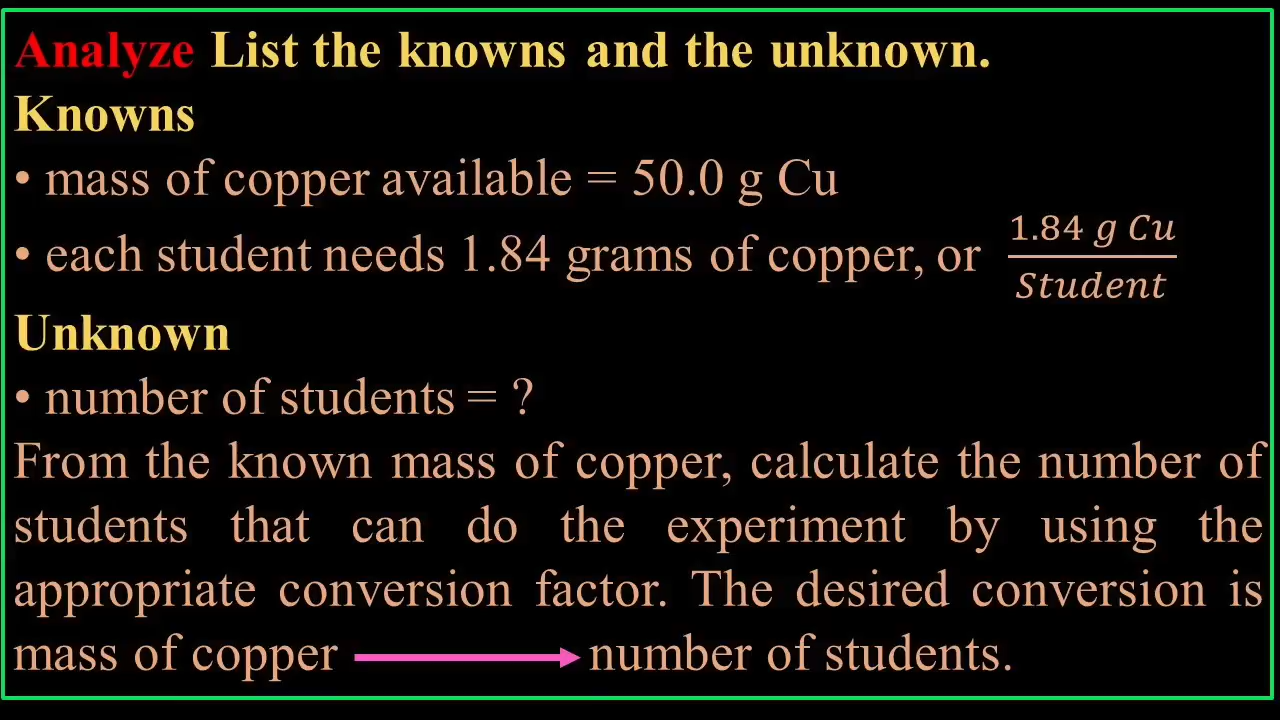 Analyze List the knowns and the unknown.
Knowns
• mass of copper available = 50.0 g Cu
• each student needs 1.84 grams of copper, or 1.84 g Cu / Student
Unknown
• number of students = ?
From the known mass of copper, calculate the number of
students that can do the experiment by using the
appropriate conversion factor. The desired conversion is
mass of copper ⟶ number of students.